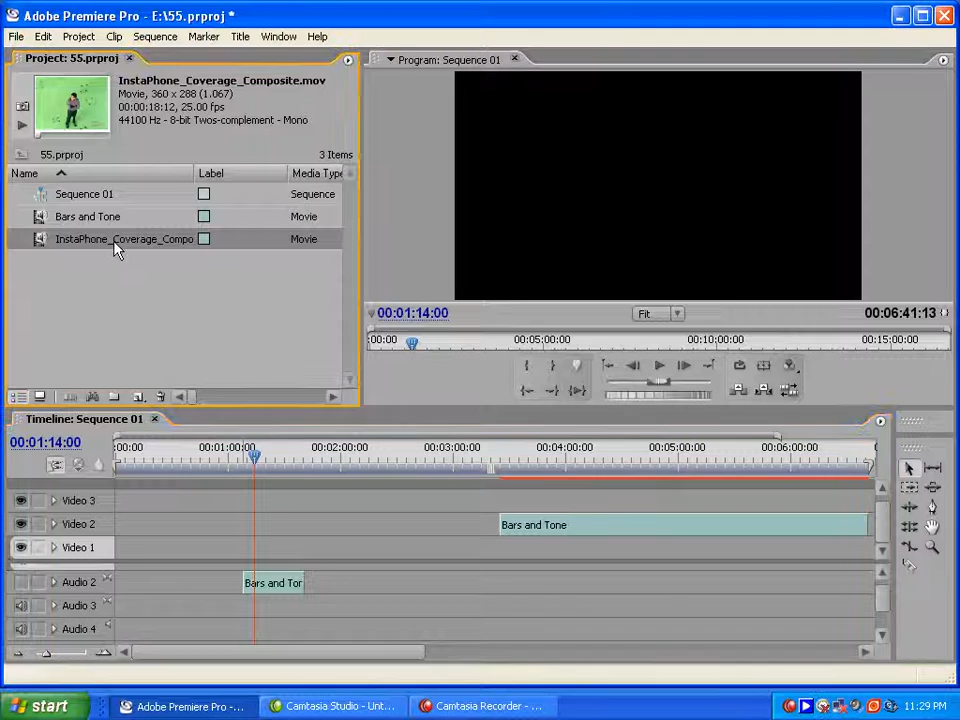 Adobe Premiere Pro - E:\55.prproj *
File Edit Project Clip Sequence Marker Title Window Help
Project: 55.prproj
InstaPhone_Coverage_Composite.mov
Movie, 360 x 288 (1.067)
00:00:18:12, 25.00 fps
44100 Hz - 8-bit Twos-complement - Mono
55.prproj 3 Items
Name Label Media Type
Sequence 01 Sequence
Bars and Tone Movie
InstaPhone_Coverage_Compo Movie
Program: Sequence 01
00:01:14:00 Fit 00:06:41:13
:00:00 00:05:00:00 00:10:00:00 00:15:00:00
Timeline: Sequence 01
00:01:14:00
:00:00 00:01:00:00 00:02:00:00 00:03:00:00 00:04:00:00 00:05:00:00 00:06:00:00
Video 3
Video 2 Bars and Tone
Video 1
Audio 2 Bars and Tor
Audio 3
Audio 4
start Adobe Premiere Pro -... Camtasia Studio - Unt... Camtasia Recorder - ... 11:29 PM